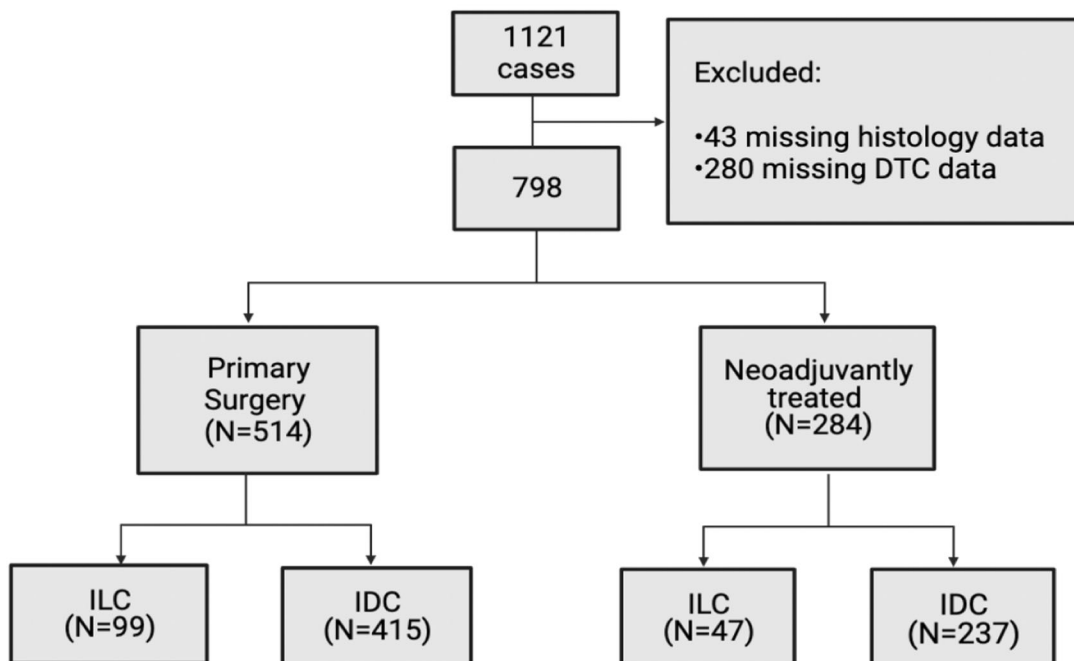 1121
cases
Excluded:
•43 missing histology data
•280 missing DTC data
798
Primary
Surgery
(N=514)
Neoadjuvantly
treated
(N=284)
ILC
(N=99)
IDC
(N=415)
ILC
(N=47)
IDC
(N=237)